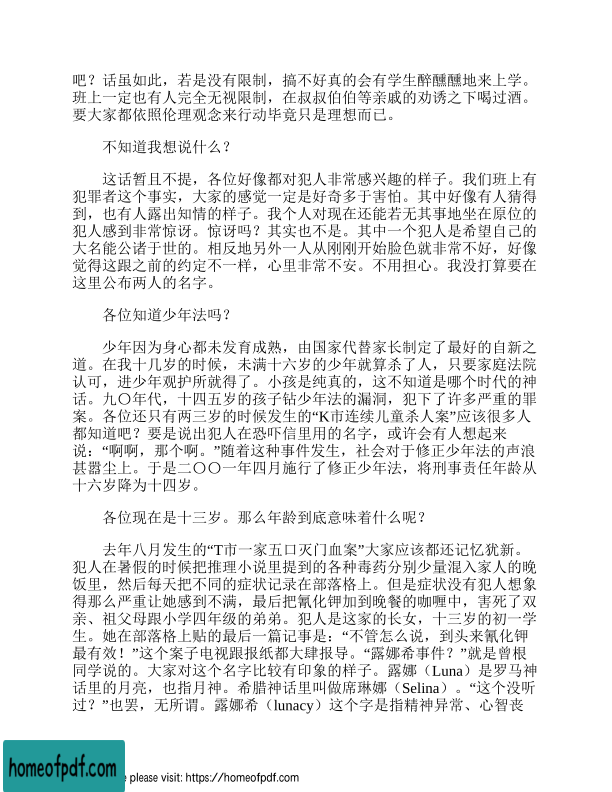 吧？话虽如此，若是没有限制，搞不好真的会有学生醉醺醺地来上学。
班上一定也有人完全无视限制，在叔叔伯伯等亲戚的劝诱之下喝过酒。
要大家都依照伦理观念来行动毕竟只是理想而已。
不知道我想说什么？
这话暂且不提，各位好像都对犯人非常感兴趣的样子。我们班上有
犯罪者这个事实，大家的感觉一定是好奇多于害怕。其中好像有人猜得
到，也有人露出知情的样子。我个人对现在还能若无其事地坐在原位的
犯人感到非常惊讶。惊讶吗？其实也不是。其中一个犯人是希望自己的
大名能公诸于世的。相反地另外一人从刚刚开始脸色就非常不好，好像
觉得这跟之前的约定不一样，心里非常不安。不用担心。我没打算要在
这里公布两人的名字。
各位知道少年法吗？
少年因为身心都未发育成熟，由国家代替家长制定了最好的自新之
道。在我十几岁的时候，未满十六岁的少年就算杀了人，只要家庭法院
认可，进少年观护所就得了。小孩是纯真的，这不知道是哪个时代的神
话。九〇年代，十四五岁的孩子钻少年法的漏洞，犯下了许多严重的罪
案。各位还只有两三岁的时候发生的“K市连续儿童杀人案”应该很多人
都知道吧？要是说出犯人在恐吓信里用的名字，或许会有人想起来
说：“啊啊，那个啊。”随着这种事件发生，社会对于修正少年法的声浪
甚嚣尘上。于是二〇〇一年四月施行了修正少年法，将刑事责任年龄从
十六岁降为十四岁。
各位现在是十三岁。那么年龄到底意味着什么呢？
去年八月发生的“T市一家五口灭门血案”大家应该都还记忆犹新。
犯人在暑假的时候把推理小说里提到的各种毒药分别少量混入家人的晚
饭里，然后每天把不同的症状记录在部落格上。但是症状没有犯人想象
得那么严重让她感到不满，最后把氰化钾加到晚餐的咖喱中，害死了双
亲、祖父母跟小学四年级的弟弟。犯人是这家的长女，十三岁的初一学
生。她在部落格上贴的最后一篇记事是：“不管怎么说，到头来氰化钾
最有效！”这个案子电视跟报纸都大肆报导。“露娜希事件？”就是曾根
同学说的。大家对这个名字比较有印象的样子。露娜（Luna）是罗马神
话里的月亮，也指月神。希腊神话里叫做席琳娜（Selina）。“这个没听
过？”也罢，无所谓。露娜希（lunacy）这个字是指精神异常、心智丧
homeofpdf.com
e please visit: https://homeofpdf.com